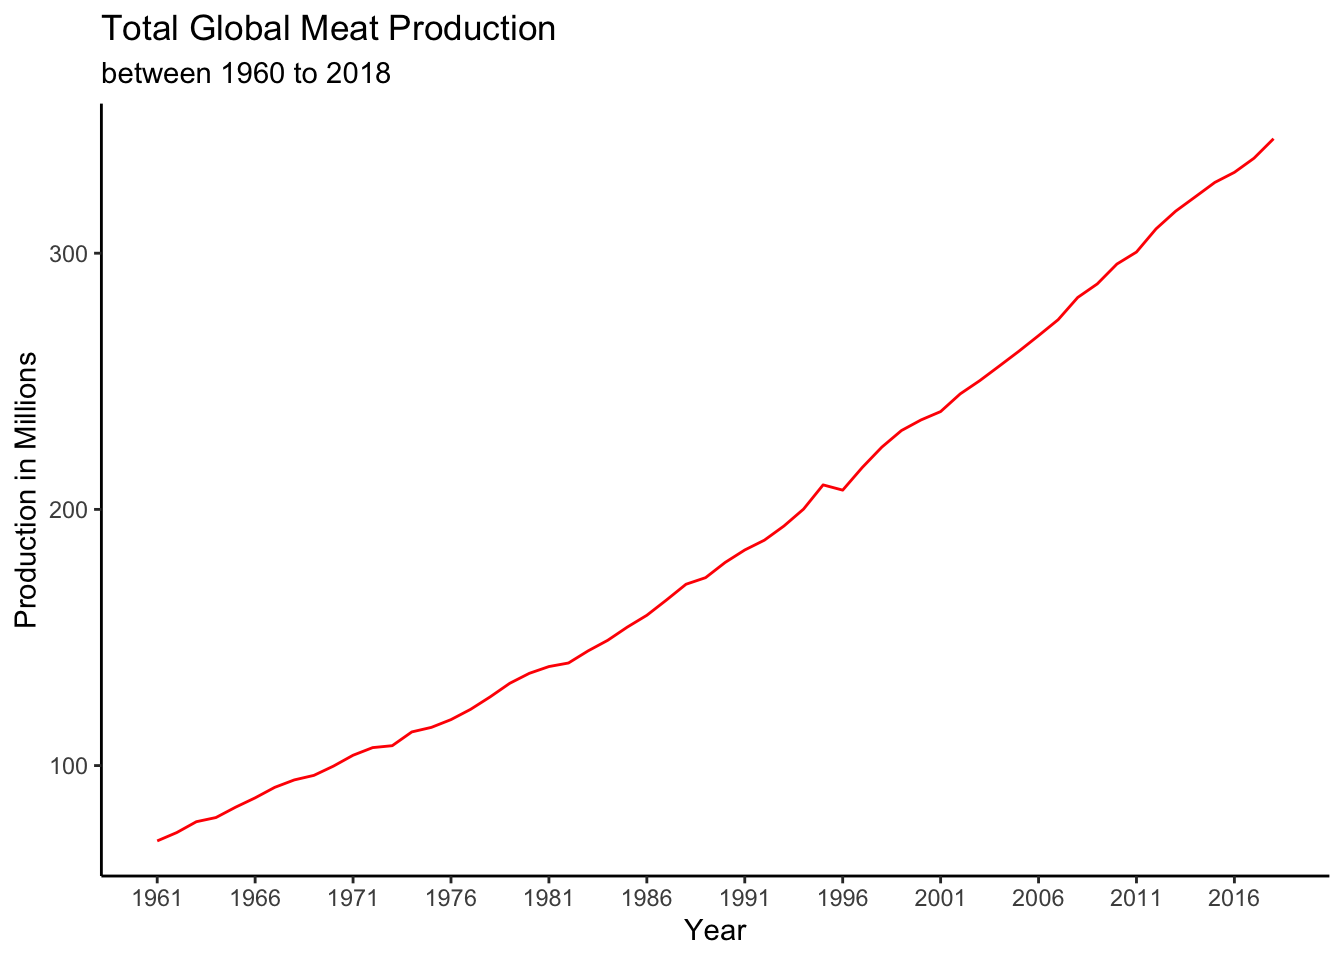 Total Global Meat Production
between 1960 to 2018
Production in Millions
300
200
100
1961 1966 1971 1976 1981 1986 1991 1996 2001 2006 2011 2016
Year